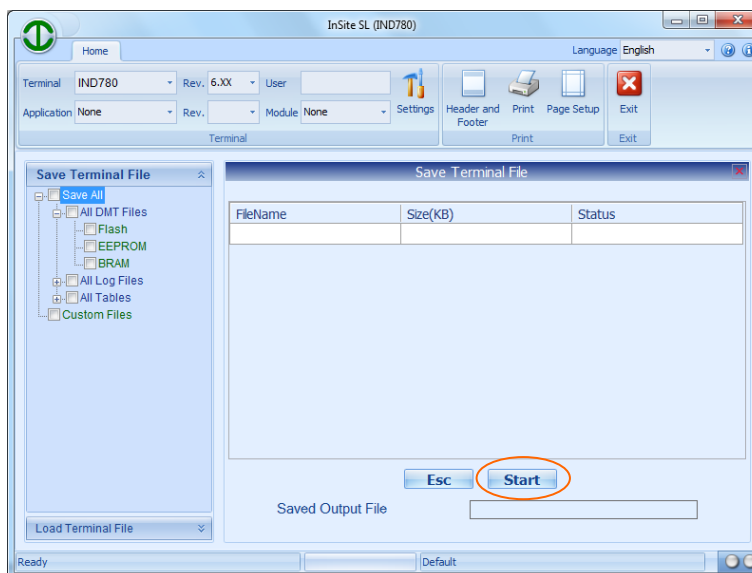 InSite SL (IND780)
Home
Language English
Terminal IND780 Rev. 6.XX User
Application None Rev. Module None
Settings
Header and Footer
Print
Page Setup
Exit
Terminal
Print
Exit
Save Terminal File
Save All
All DMT Files
Flash
EEPROM
BRAM
All Log Files
All Tables
Custom Files
Load Terminal File
Save Terminal File
FileName Size(KB) Status
Esc Start
Saved Output File
Ready Default